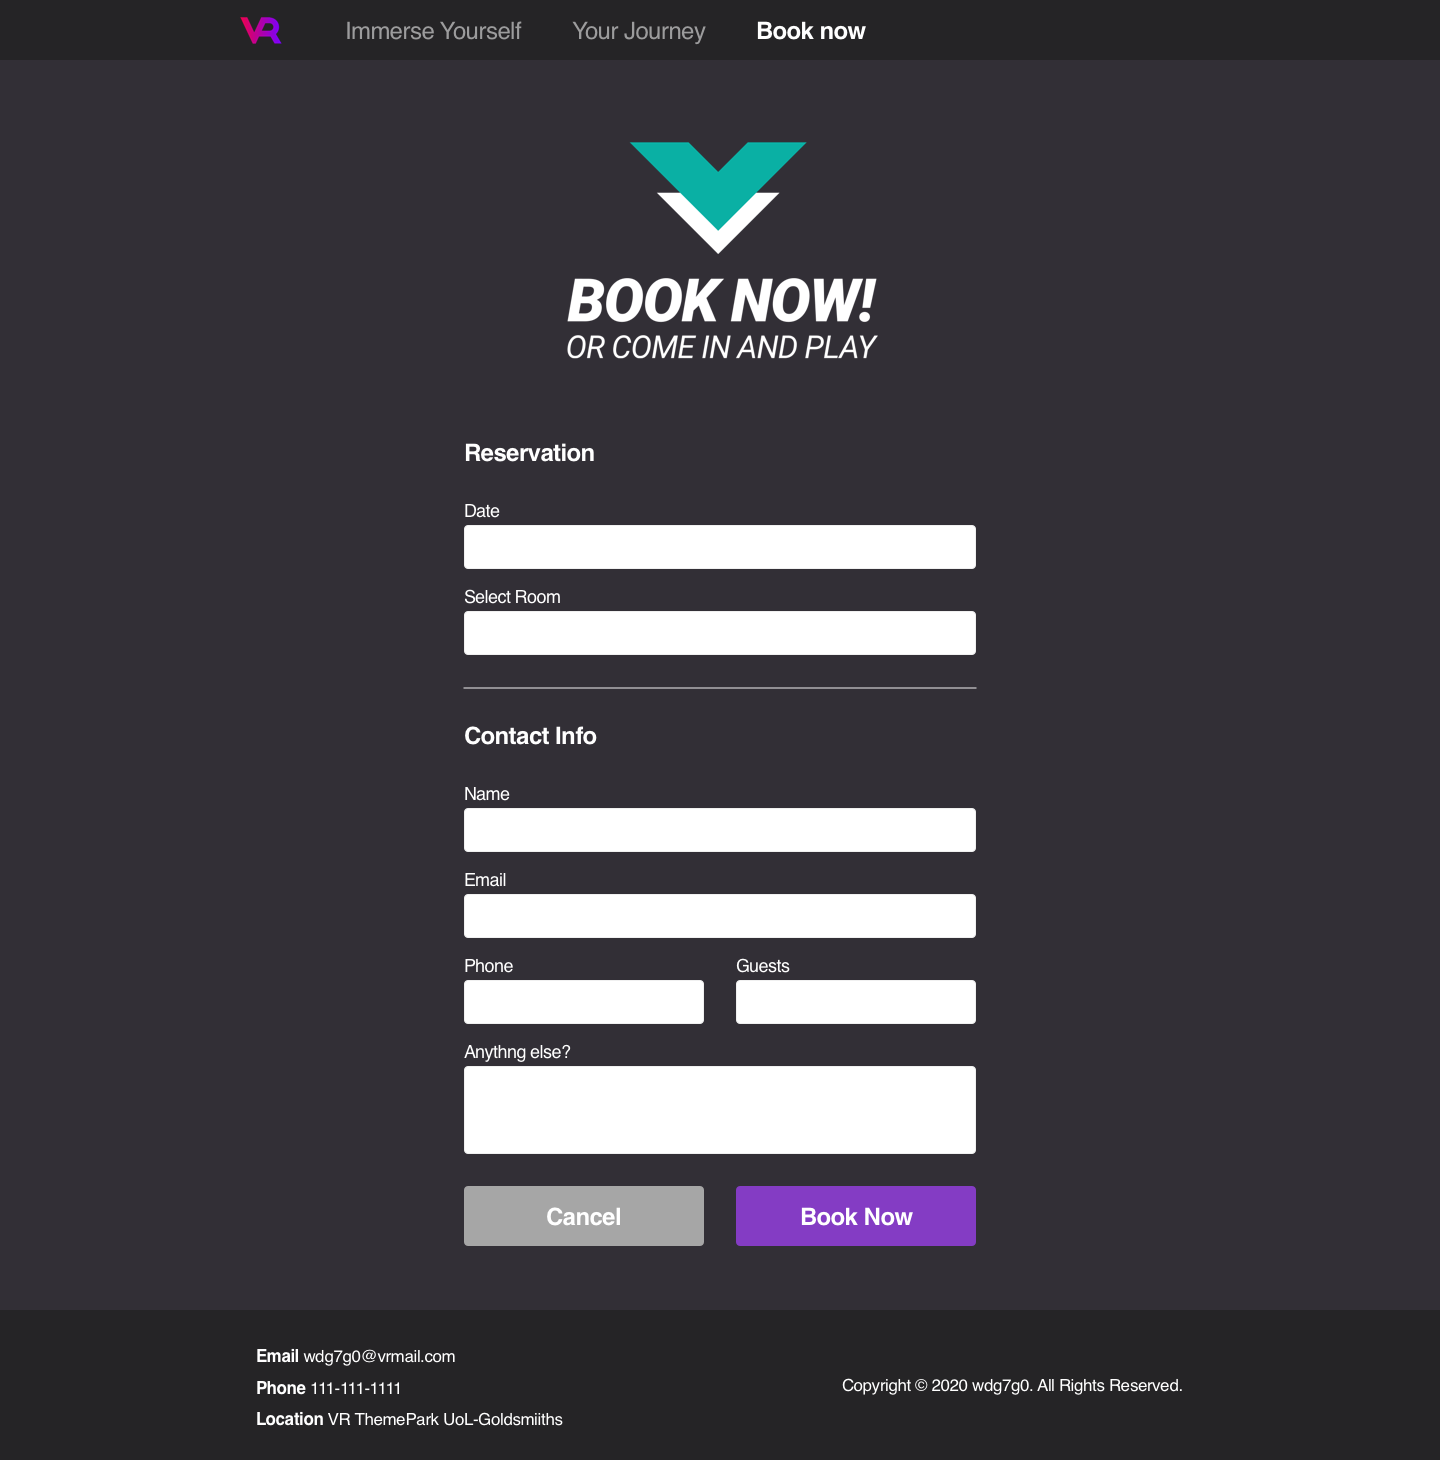 VR Immerse Yourself Your Journey Book now
BOOK NOW!
OR COME IN AND PLAY
Reservation
Date
Select Room
Contact Info
Name
Email
Phone Guests
Anythng else?
Cancel Book Now
Email wdg7g0@vrmail.com
Phone 111-111-1111
Location VR ThemePark UoL-Goldsmiiths
Copyright © 2020 wdg7g0. All Rights Reserved.